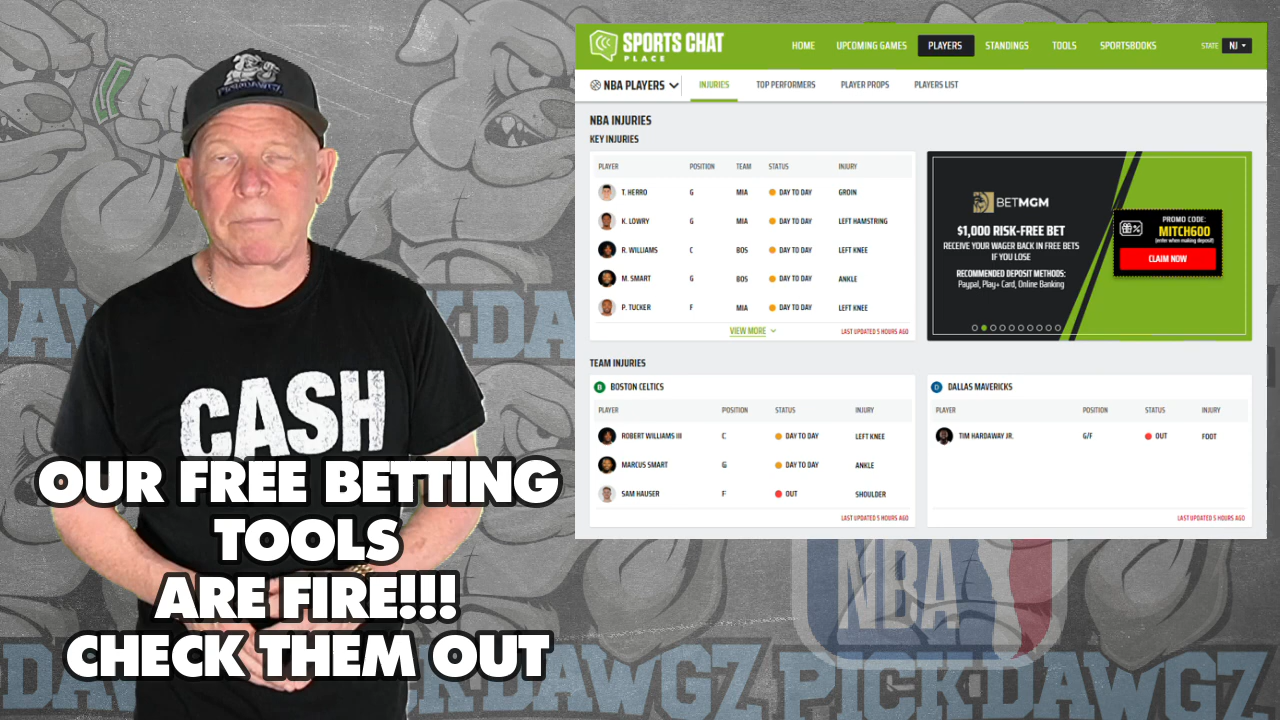 PICKDAWGZ
CASH
OUR FREE BETTING
TOOLS
ARE FIRE!!!
CHECK THEM OUT
SPORTS CHAT
PLACE
HOME UPCOMING GAMES PLAYERS STANDINGS TOOLS SPORTSBOOKS STATE NJ
NBA PLAYERS INJURIES TOP PERFORMERS PLAYER PROPS PLAYERS LIST
NBA INJURIES
KEY INJURIES
PLAYER POSITION TEAM STATUS INJURY
T. HERRO G MIA DAY TO DAY GROIN
K. LOWRY G MIA DAY TO DAY LEFT HAMSTRING
R. WILLIAMS C BOS DAY TO DAY LEFT KNEE
M. SMART G BOS DAY TO DAY ANKLE
P. TUCKER F MIA DAY TO DAY LEFT KNEE
VIEW MORE LAST UPDATED 5 HOURS AGO
BETMGM
$1,000 RISK-FREE BET
RECEIVE YOUR WAGER BACK IN FREE BETS
IF YOU LOSE
RECOMMENDED DEPOSIT METHODS:
Paypal, Play+ Card, Online Banking
PROMO CODE:
MITCH600
(enter when making deposit)
CLAIM NOW
TEAM INJURIES
B BOSTON CELTICS
PLAYER POSITION STATUS INJURY
ROBERT WILLIAMS III C DAY TO DAY LEFT KNEE
MARCUS SMART G DAY TO DAY ANKLE
SAM HAUSER F OUT SHOULDER
LAST UPDATED 5 HOURS AGO
D DALLAS MAVERICKS
PLAYER POSITION STATUS INJURY
TIM HARDAWAY JR. G/F OUT FOOT
LAST UPDATED 5 HOURS AGO
NBA
DAWGZ PICKDAWGZ